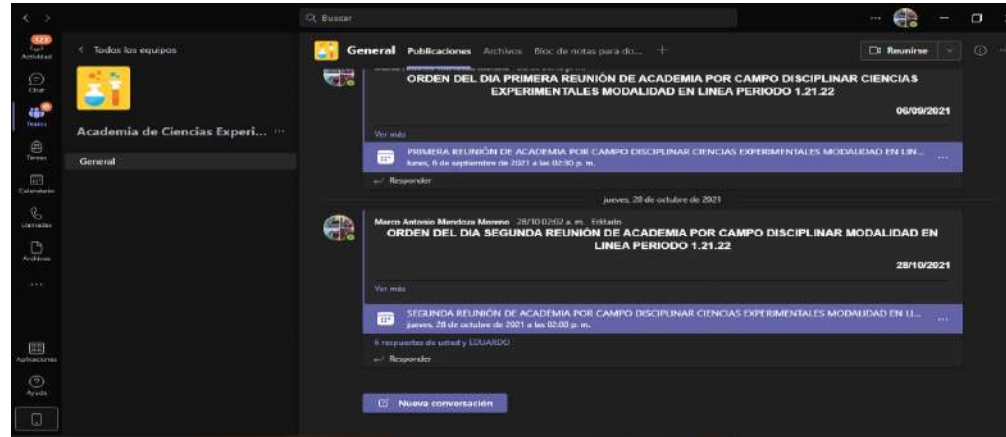 Buscar
323
Actividad
Chat
Teams
Tareas
Calendario
Llamadas
Archivos
Aplicaciones
Ayuda
Todos los equipos
Academia de Ciencias Experi...
General
General Publicaciones Archivos Bloc de notas para do...
Reunirse
ORDEN DEL DIA PRIMERA REUNIÓN DE ACADEMIA POR CAMPO DISCIPLINAR CIENCIAS
EXPERIMENTALES MODALIDAD EN LINEA PERIODO 1.21.22
06/09/2021
Ver más
PRIMERA REUNIÓN DE ACADEMIA POR CAMPO DISCIPLINAR CIENCIAS EXPERIMENTALES MODALIDAD EN LIN...
lunes, 6 de septiembre de 2021 a las 02:30 p. m.
Responder
jueves, 28 de octubre de 2021
Marco Antonio Mendoza Moreno 28/10 02:02 a. m. Editado
ORDEN DEL DIA SEGUNDA REUNIÓN DE ACADEMIA POR CAMPO DISCIPLINAR MODALIDAD EN
LINEA PERIODO 1.21.22
28/10/2021
Ver más
SEGUNDA REUNIÓN DE ACADEMIA POR CAMPO DISCIPLINAR CIENCIAS EXPERIMENTALES MODALIDAD EN LI...
jueves, 28 de octubre de 2021 a las 02:00 p. m.
6 respuestas de usted y EDUARDO
Responder
Nueva conversación